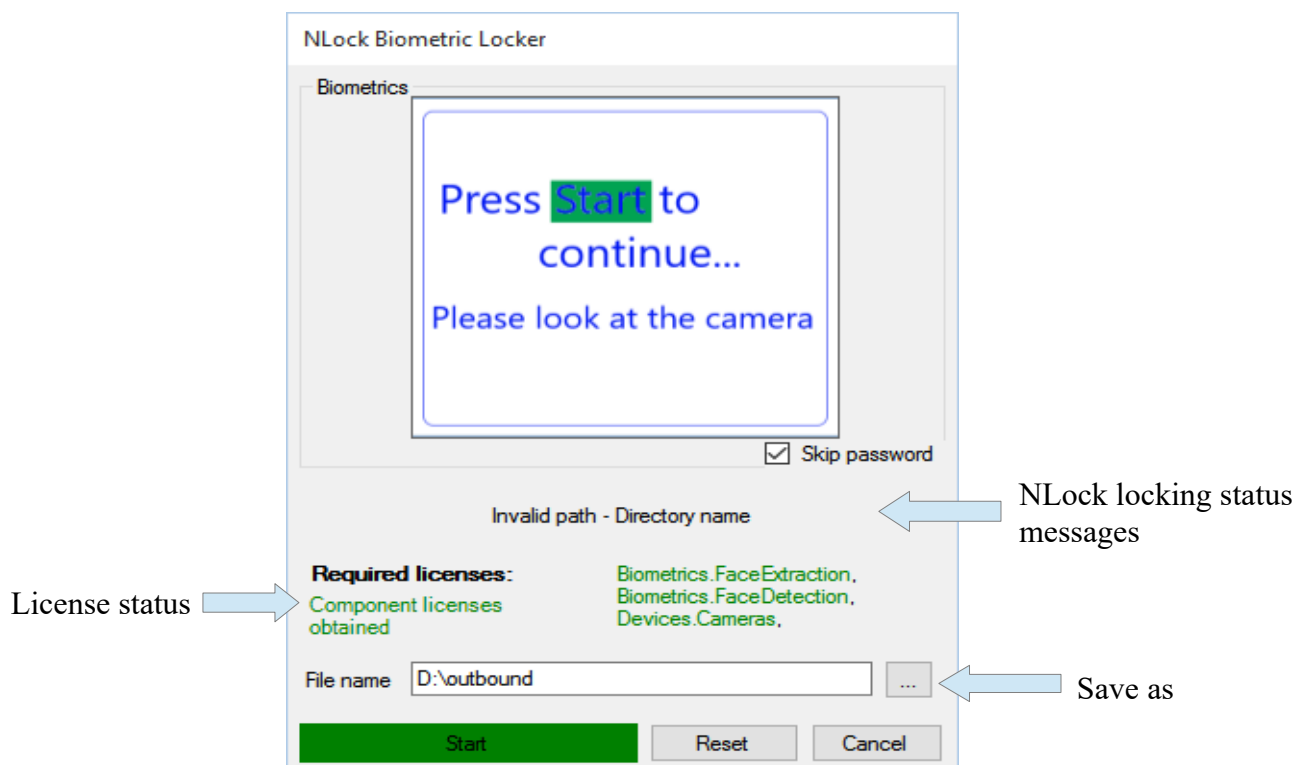 NLock Biometric Locker
Biometrics
Press Start to
continue...
Please look at the camera
Skip password
Invalid path - Directory name
NLock locking status
messages
Required licenses:
Component licenses
obtained
Biometrics.FaceExtraction,
Biometrics.FaceDetection,
Devices.Cameras,
License status
File name
D:\outbound
...
Save as
Start
Reset
Cancel